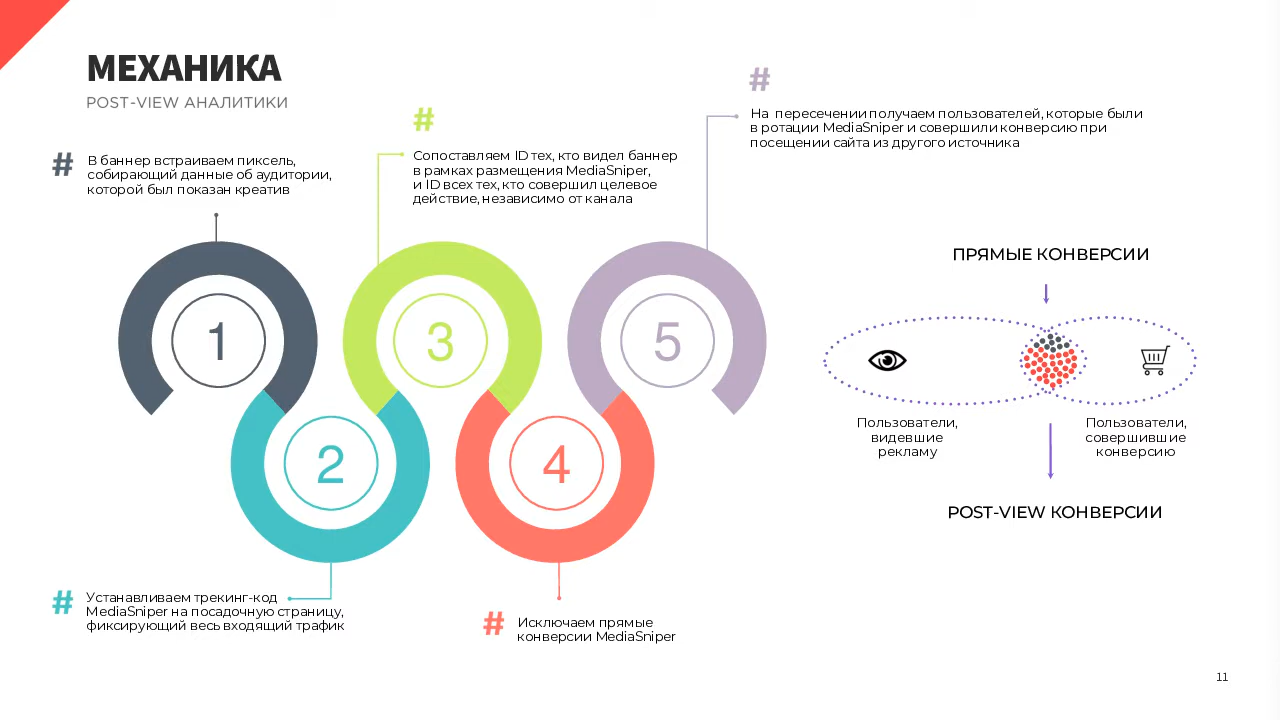 МЕХАНИКА
POST-VIEW АНАЛИТИКИ
#
В баннер встраиваем пиксель,
собирающий данные об аудитории,
которой был показан креатив
#
Сопоставляем ID тех, кто видел баннер
в рамках размещения MediaSniper,
и ID всех тех, кто совершил целевое
действие, независимо от канала
#
На пересечении получаем пользователей, которые были
в ротации MediaSniper и совершили конверсию при
посещении сайта из другого источника
1
3
5
2
4
#
Устанавливаем трекинг-код
MediaSniper на посадочную страницу,
фиксирующий весь входящий трафик
#
Исключаем прямые
конверсии MediaSniper
ПРЯМЫЕ КОНВЕРСИИ
Пользователи,
видевшие
рекламу
Пользователи,
совершившие
конверсию
POST-VIEW КОНВЕРСИИ
11